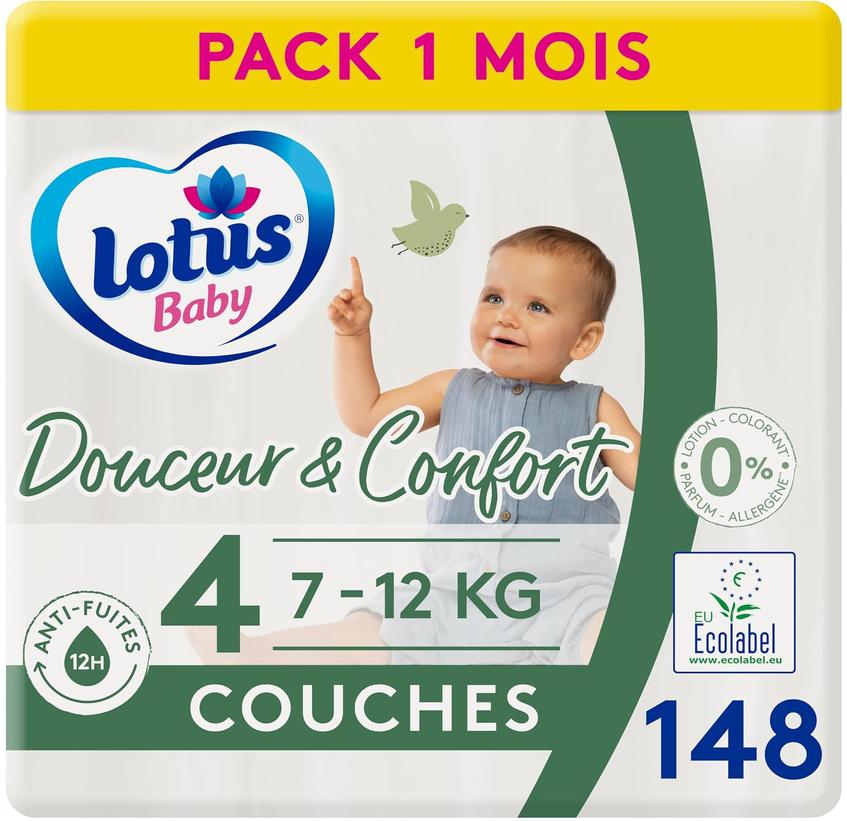 PACK 1 MOIS
lotus®
Baby
Douceur & Confort
LOTION - COLORANT
0%
PARFUM - ALLERGÈNE
4
7 - 12 KG
ANTI-FUITES
12H
EU
Ecolabel
www.ecolabel.eu
COUCHES
148